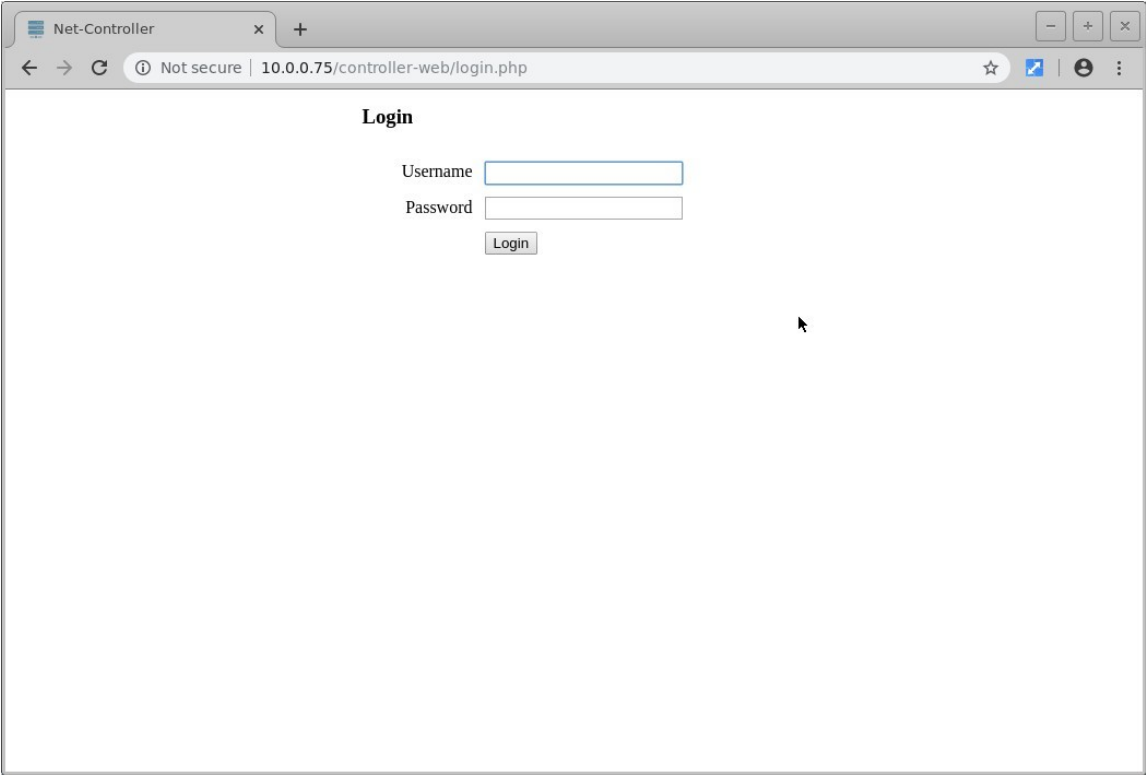 Net-Controller
Not secure 10.0.0.75/controller-web/login.php
Login
Username
Password
Login